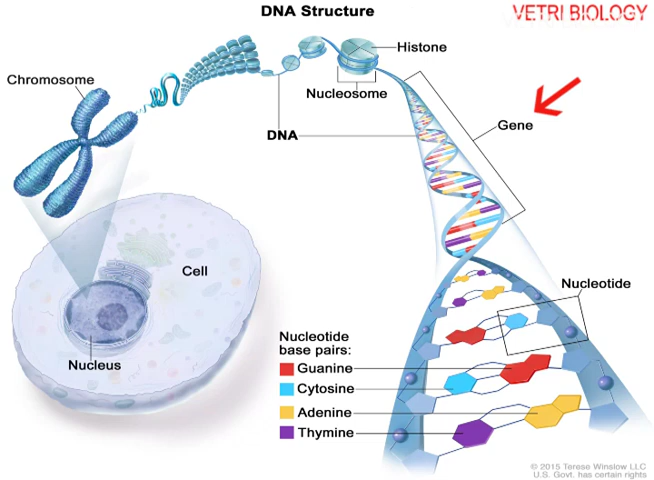 DNA Structure
VETRI BIOLOGY
Histone
Chromosome
Nucleosome
DNA
Gene
Cell
Nucleotide
Nucleus
Nucleotide
base pairs:
Guanine
Cytosine
Adenine
Thymine
© 2015 Terese Winslow LLC
U.S. Govt. has certain rights